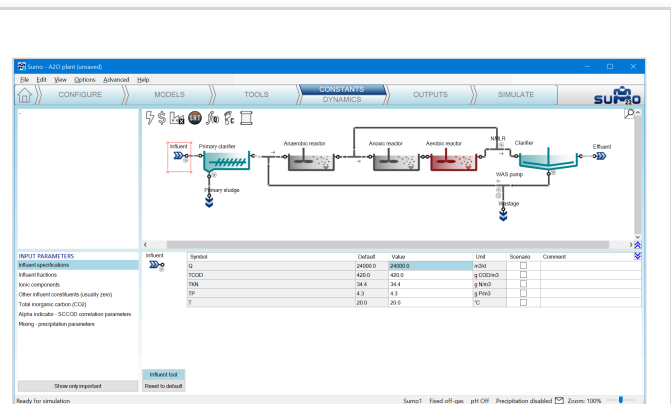 Sumo - A2O plant (unsaved)
File Edit View Options Advanced Help
CONFIGURE MODELS TOOLS CONSTANTS DYNAMICS OUTPUTS SIMULATE SUMO 22
$ SRT
Influent Primary clarifier Anaerobic reactor Anoxic reactor Aerobic reactor NMLR Clarifier Effluent
WAS pump
Primary sludge
Wastage
INPUT PARAMETERS
Influent specifications
Influent fractions
Ionic components
Other influent constituents (usually zero)
Total inorganic carbon (CO2)
Alpha indicator - SCCOD correlation parameters
Mixing - precipitation parameters
Show only important
Influent
Symbol Default Value Unit Scenario Comment
Q 24000.0 24000.0 m3/d
TCOD 420.0 420.0 g COD/m3
TKN 34.4 34.4 g N/m3
TP 4.3 4.3 g P/m3
T 20.0 20.0 °C
Influent tool
Reset to default
Ready for simulation Sumo1 Fixed off-gas pH Off Precipitation disabled Zoom: 100%